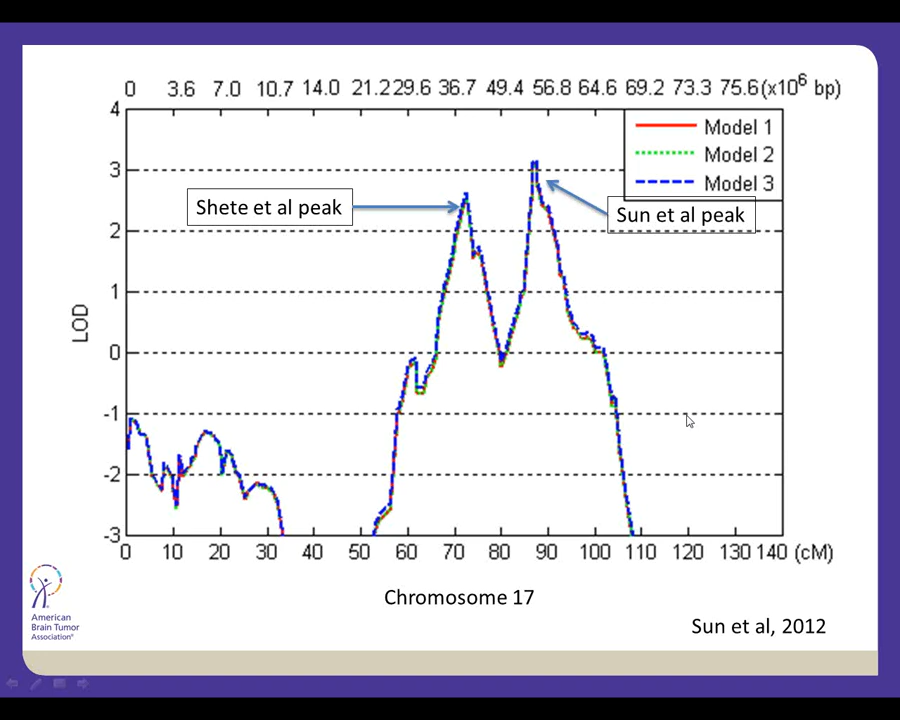 0 3.6 7.0 10.7 14.0 21.2 29.6 36.7 49.4 56.8 64.6 69.2 73.3 75.6 (x10⁶ bp)
4
Model 1
Model 2
3
Model 3
Shete et al peak
Sun et al peak
2
1
LOD
0
-1
-2
-3
0 10 20 30 40 50 60 70 80 90 100 110 120 130 140 (cM)
Chromosome 17
American
Brain Tumor
Association®
Sun et al, 2012